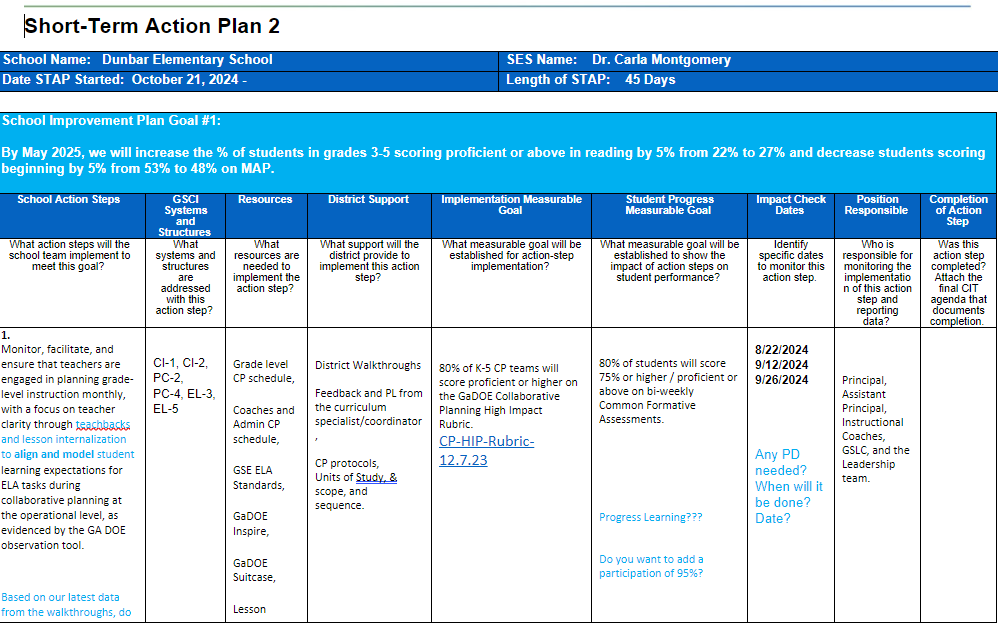 Short-Term Action Plan 2
School Name: Dunbar Elementary School
SES Name: Dr. Carla Montgomery
Date STAP Started: October 21, 2024 -
Length of STAP: 45 Days
School Improvement Plan Goal #1:
By May 2025, we will increase the % of students in grades 3-5 scoring proficient or above in reading by 5% from 22% to 27% and decrease students scoring
beginning by 5% from 53% to 48% on MAP.
School Action Steps
GSCI
Systems
and
Structures
Resources
District Support
Implementation Measurable
Goal
Student Progress
Measurable Goal
Impact Check
Dates
Position
Responsible
Completion
of Action
Step
What action steps will the
school team implement to
meet this goal?
What
systems and
structures
are
addressed
with this
action step?
What
resources are
needed to
implement the
action step?
What support will the
district provide to
implement this action
step?
What measurable goal will be
established for action-step
implementation?
What measurable goal will be
established to show the
impact of action steps on
student performance?
Identify
specific dates
to monitor this
action step.
Who is
responsible for
monitoring the
implementatio
n of this action
step and
reporting
data?
Was this
action step
completed?
Attach the
final CIT
agenda that
documents
completion.
1.
Monitor, facilitate, and
ensure that teachers are
engaged in planning grade-
level instruction monthly,
with a focus on teacher
clarity through teachbacks
and lesson internalization
to align and model student
learning expectations for
ELA tasks during
collaborative planning at
the operational level, as
evidenced by the GA DOE
observation tool.
Based on our latest data
from the walkthroughs, do
CI-1, CI-2,
PC-2,
PC-4, EL-3,
EL-5
Grade level
CP schedule,
Coaches and
Admin CP
schedule,
GSE ELA
Standards,
GaDOE
Inspire,
GaDOE
Suitcase,
Lesson
District Walkthroughs
Feedback and PL from
the curriculum
specialist/coordinator
,
CP protocols,
Units of Study, &
scope, and
sequence.
80% of K-5 CP teams will
score proficient or higher on
the GaDOE Collaborative
Planning High Impact
Rubric.
CP-HIP-Rubric-
12.7.23
80% of students will score
75% or higher / proficient or
above on bi-weekly
Common Formative
Assessments.
Progress Learning???
Do you want to add a
participation of 95%?
8/22/2024
9/12/2024
9/26/2024
Any PD
needed?
When will it
be done?
Date?
Principal,
Assistant
Principal,
Instructional
Coaches,
GSLC, and the
Leadership
team.